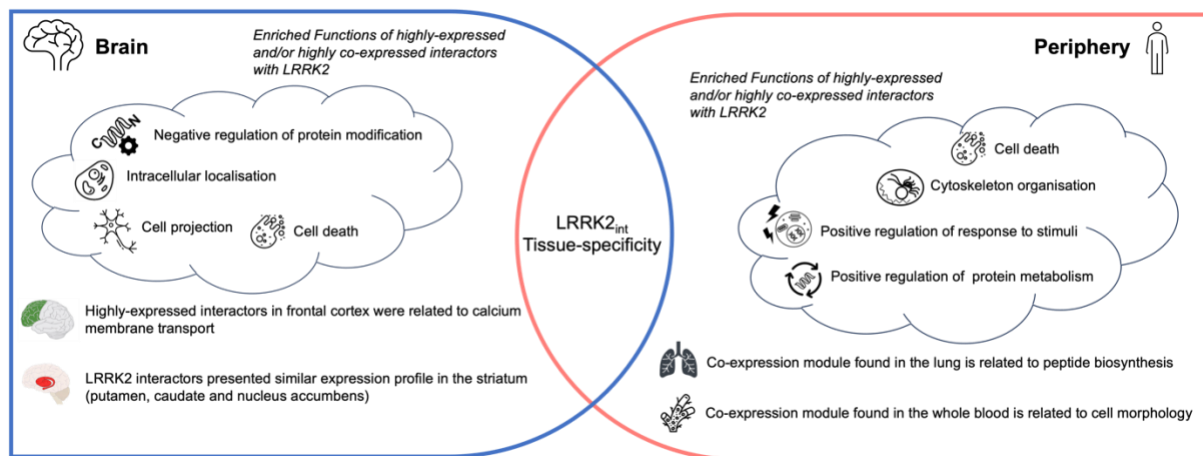 Brain
Enriched Functions of highly-expressed
and/or highly co-expressed interactors
with LRRK2
C
N
Negative regulation of protein modification
Intracellular localisation
Cell projection
Cell death
Highly-expressed interactors in frontal cortex were related to calcium
membrane transport
LRRK2 interactors presented similar expression profile in the striatum
(putamen, caudate and nucleus accumbens)
LRRK2int
Tissue-specificity
Periphery
Enriched Functions of highly-expressed
and/or highly co-expressed interactors
with LRRK2
Cell death
Cytoskeleton organisation
Positive regulation of response to stimuli
Positive regulation of protein metabolism
Co-expression module found in the lung is related to peptide biosynthesis
Co-expression module found in the whole blood is related to cell morphology